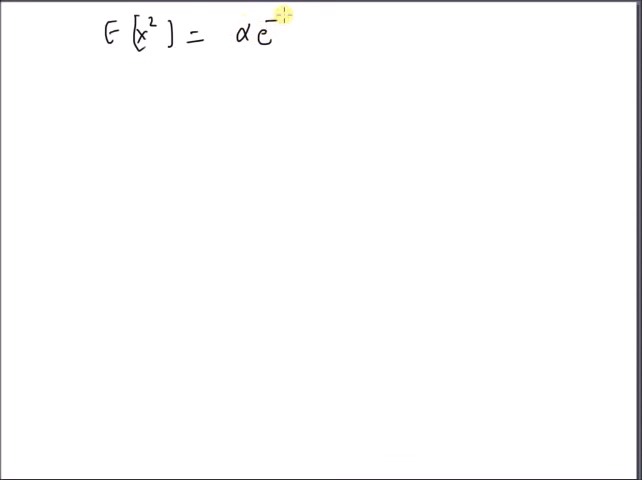 E[x²] = αe⁻